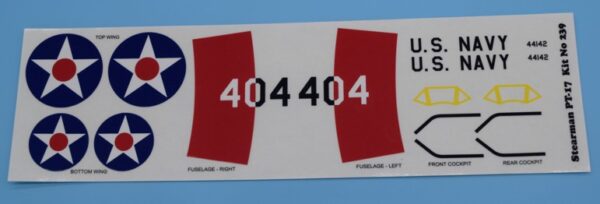 TOP WING
BOTTOM WING
404
404
FUSELAGE - RIGHT
FUSELAGE - LEFT
U.S. NAVY 44142
U.S. NAVY 44142
FRONT COCKPIT
REAR COCKPIT
Stearman PT-17 Kit No 239